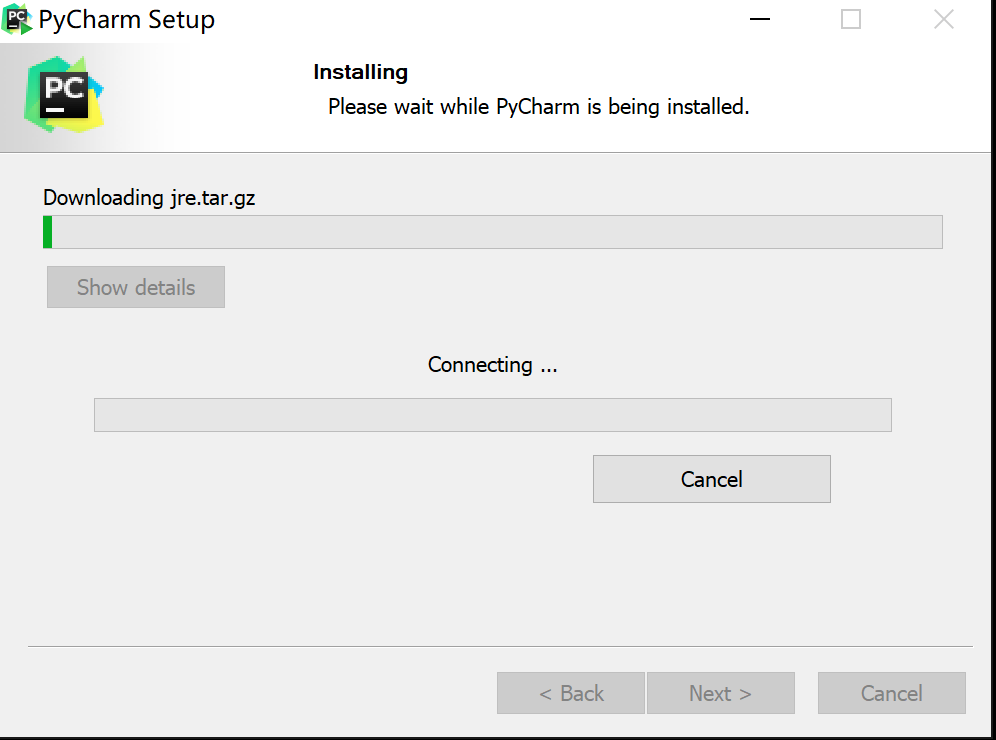 PC PyCharm Setup
PC
Installing
Please wait while PyCharm is being installed.
Downloading jre.tar.gz
Show details
Connecting ...
Cancel
< Back Next > Cancel